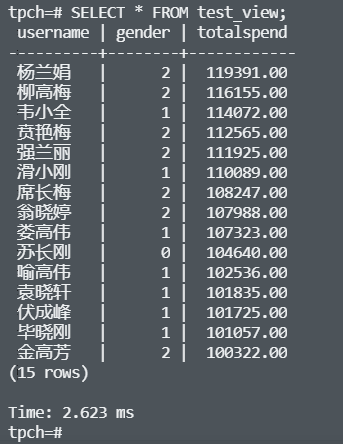 tpch=# SELECT * FROM test_view;
 username | gender | totalspend
----------+--------+------------
 杨兰娟   |      2 |  119391.00
 柳高梅   |      2 |  116155.00
 韦小全   |      1 |  114072.00
 贲艳梅   |      2 |  112565.00
 强兰丽   |      2 |  111925.00
 滑小刚   |      1 |  110089.00
 席长梅   |      2 |  108247.00
 翁晓婷   |      2 |  107988.00
 娄高伟   |      1 |  107323.00
 苏长刚   |      0 |  104640.00
 喻高伟   |      1 |  102536.00
 袁晓轩   |      1 |  101835.00
 伏成峰   |      1 |  101725.00
 毕晓刚   |      1 |  101057.00
 金高芳   |      2 |  100322.00
(15 rows)
Time: 2.623 ms
tpch=#